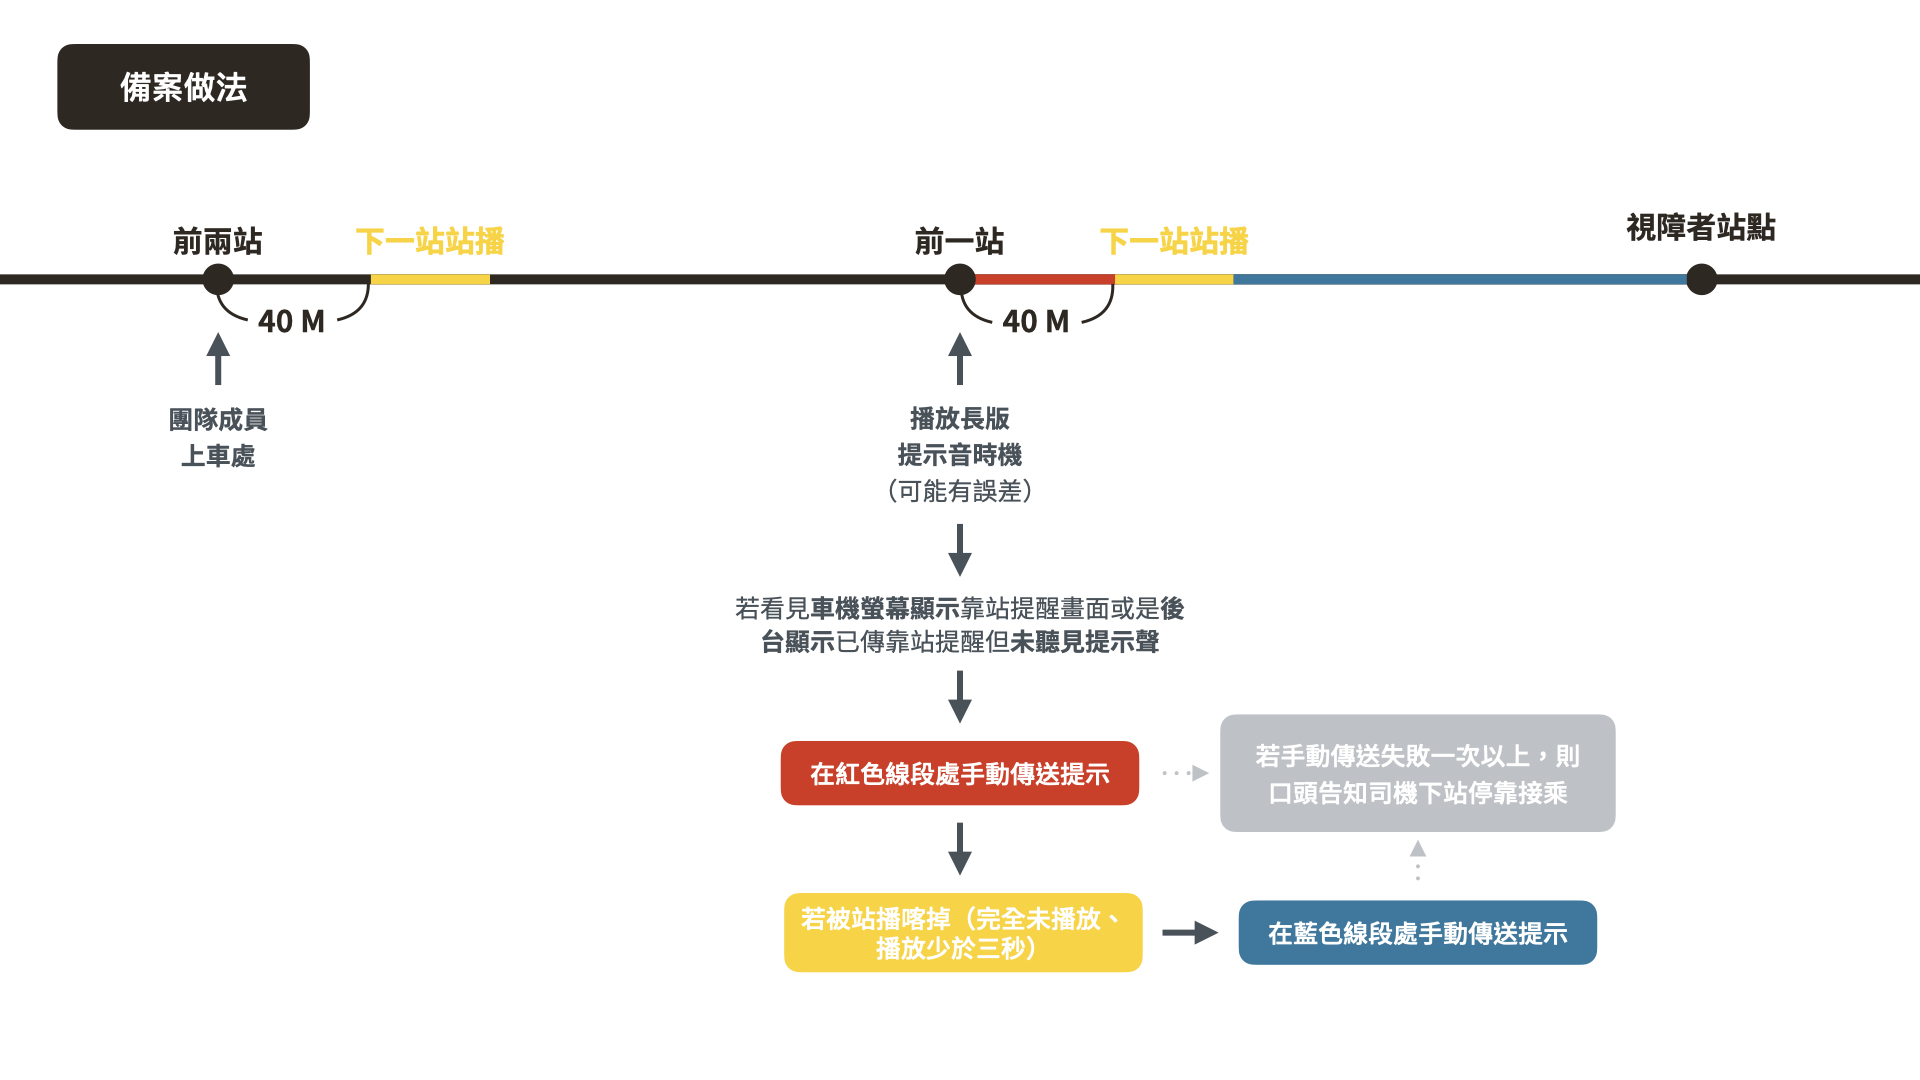 備案做法
前兩站
下一站站播
前一站
下一站站播
視障者站點
40 M
40 M
團隊成員
上車處
播放長版
提示音時機
（可能有誤差）
若看見車機螢幕顯示靠站提醒畫面或是後
台顯示已傳靠站提醒但未聽見提示聲
在紅色線段處手動傳送提示
若手動傳送失敗一次以上，則
口頭告知司機下站停靠接乘
若被站播喀掉（完全未播放、
播放少於三秒）
在藍色線段處手動傳送提示